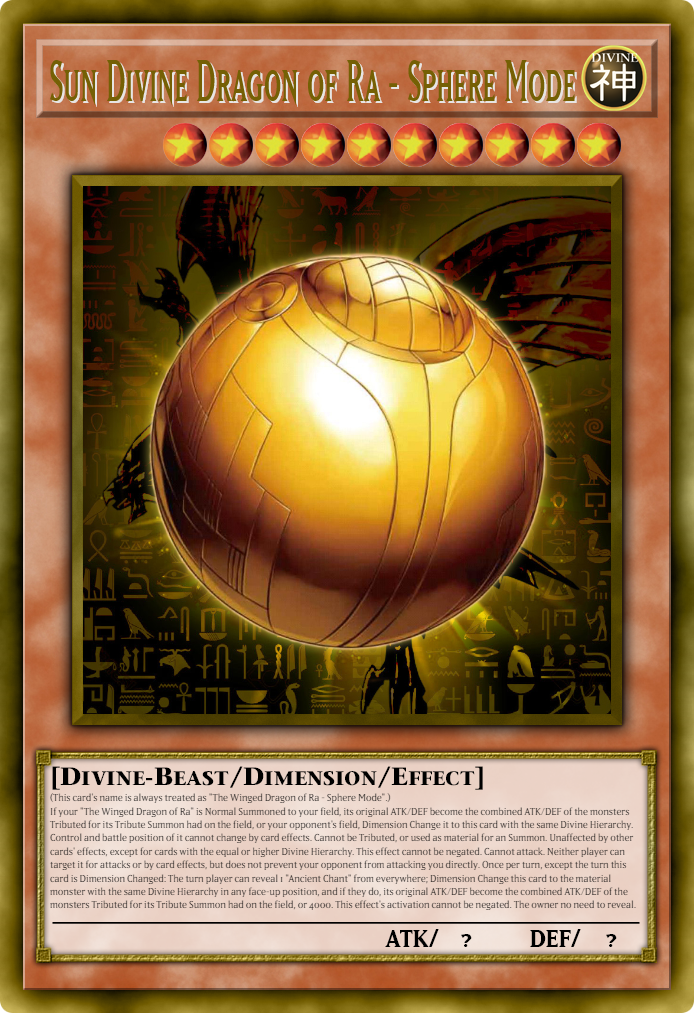 Sun Divine Dragon of Ra - Sphere Mode
DIVINE
神
[Divine-Beast/Dimension/Effect]
(This card's name is always treated as "The Winged Dragon of Ra - Sphere Mode".)
If your "The Winged Dragon of Ra" is Normal Summoned to your field, its original ATK/DEF become the combined ATK/DEF of the monsters
Tributed for its Tribute Summon had on the field, or your opponent's field, Dimension Change it to this card with the same Divine Hierarchy.
Control and battle position of it cannot change by card effects. Cannot be Tributed, or used as material for an Summon. Unaffected by other
cards' effects, except for cards with the equal or higher Divine Hierarchy. This effect cannot be negated. Cannot attack. Neither player can
target it for attacks or by card effects, but does not prevent your opponent from attacking you directly. Once per turn, except the turn this
card is Dimension Changed: The turn player can reveal 1 "Ancient Chant" from everywhere; Dimension Change this card to the material
monster with the same Divine Hierarchy in any face-up position, and if they do, its original ATK/DEF become the combined ATK/DEF of the
monsters Tributed for its Tribute Summon had on the field, or 4000. This effect's activation cannot be negated. The owner no need to reveal.
ATK/ ? DEF/ ?